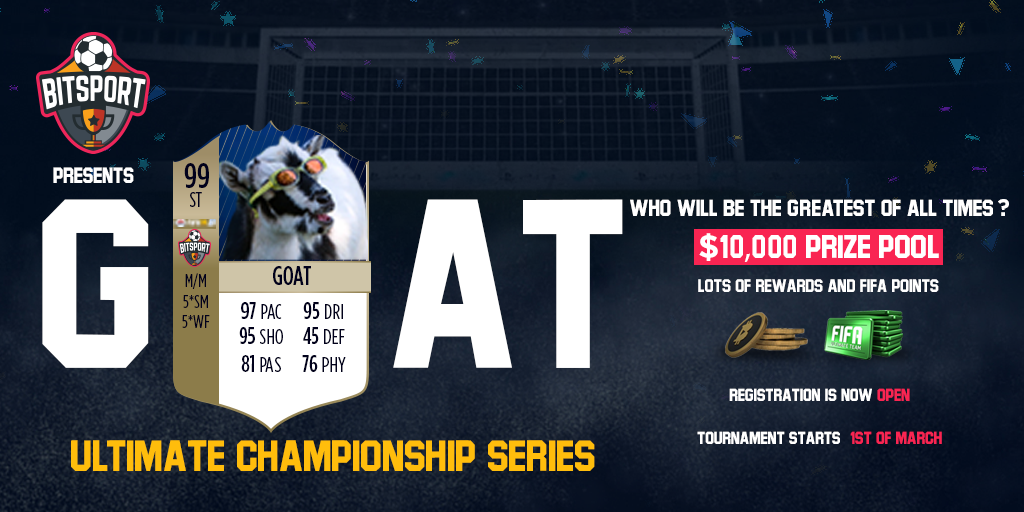 BITSPORT
PRESENTS
G AT
99
ST
BITSPORT
M/M
5*SM
5*WF
GOAT
97 PAC 95 DRI
95 SHO 45 DEF
81 PAS 76 PHY
ULTIMATE CHAMPIONSHIP SERIES
WHO WILL BE THE GREATEST OF ALL TIMES ?
$10,000 PRIZE POOL
LOTS OF REWARDS AND FIFA POINTS
FIFA
REGISTRATION IS NOW OPEN
TOURNAMENT STARTS 1ST OF MARCH